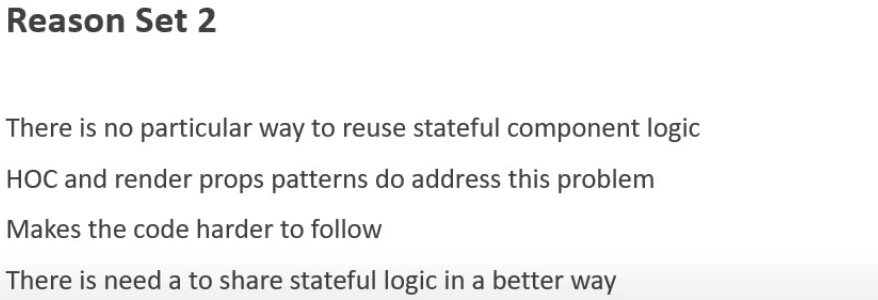 Reason Set 2
There is no particular way to reuse stateful component logic
HOC and render props patterns do address this problem
Makes the code harder to follow
There is need a to share stateful logic in a better way